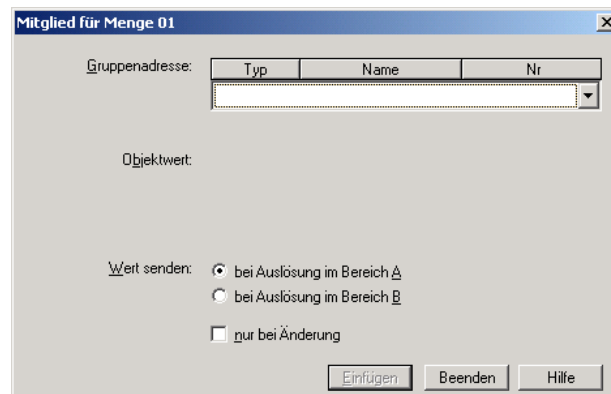 Mitglied für Menge 01
Gruppenadresse: Typ Name Nr
Objektwert:
Wert senden: bei Auslösung im Bereich A
bei Auslösung im Bereich B
nur bei Änderung
Einfügen Beenden Hilfe